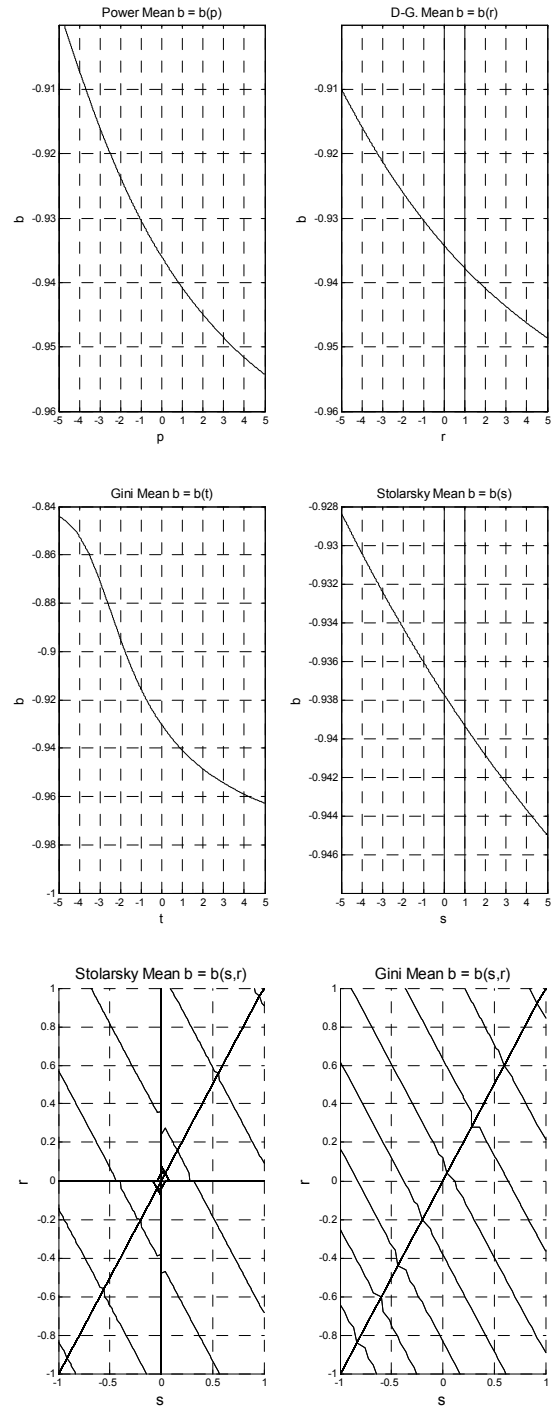 Power Mean b = b(p)
-0.91
-0.92
-0.93
-0.94
-0.95
-0.96
b
-5 -4 -3 -2 -1 0 1 2 3 4 5
p
D-G. Mean b = b(r)
-0.91
-0.92
-0.93
-0.94
-0.95
-0.96
b
-5 -4 -3 -2 -1 0 1 2 3 4 5
r
Gini Mean b = b(t)
-0.84
-0.86
-0.88
-0.9
-0.92
-0.94
-0.96
-0.98
-1
b
-5 -4 -3 -2 -1 0 1 2 3 4 5
t
Stolarsky Mean b = b(s)
-0.928
-0.93
-0.932
-0.934
-0.936
-0.938
-0.94
-0.942
-0.944
-0.946
b
-5 -4 -3 -2 -1 0 1 2 3 4 5
s
Stolarsky Mean b = b(s,r)
1
0.8
0.6
0.4
0.2
0
-0.2
-0.4
-0.6
-0.8
-1
r
-1 -0.5 0 0.5 1
s
Gini Mean b = b(s,r)
1
0.8
0.6
0.4
0.2
0
-0.2
-0.4
-0.6
-0.8
-1
r
-1 -0.5 0 0.5 1
s